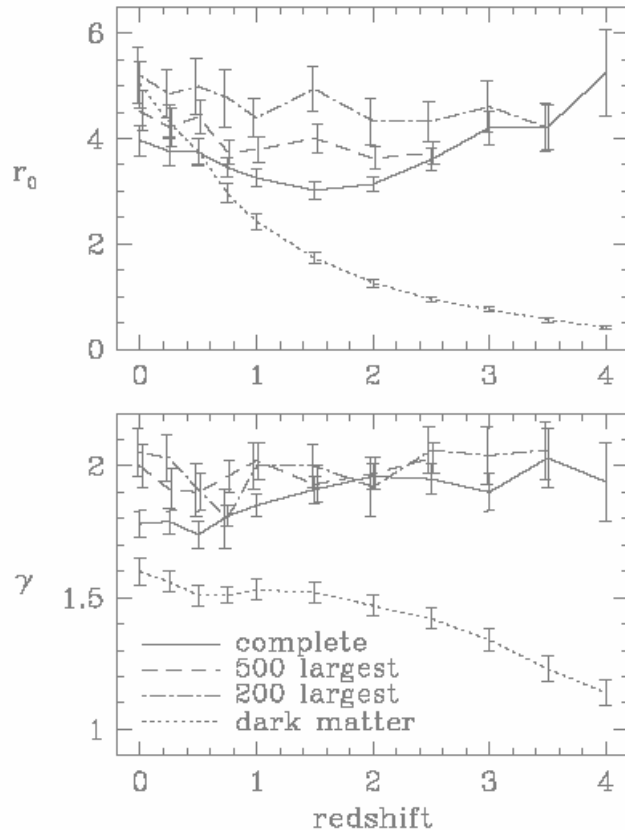 6
4
r₀
2
0
0 1 2 3 4
2
γ
1.5
1
complete
500 largest
200 largest
dark matter
0 1 2 3 4
redshift